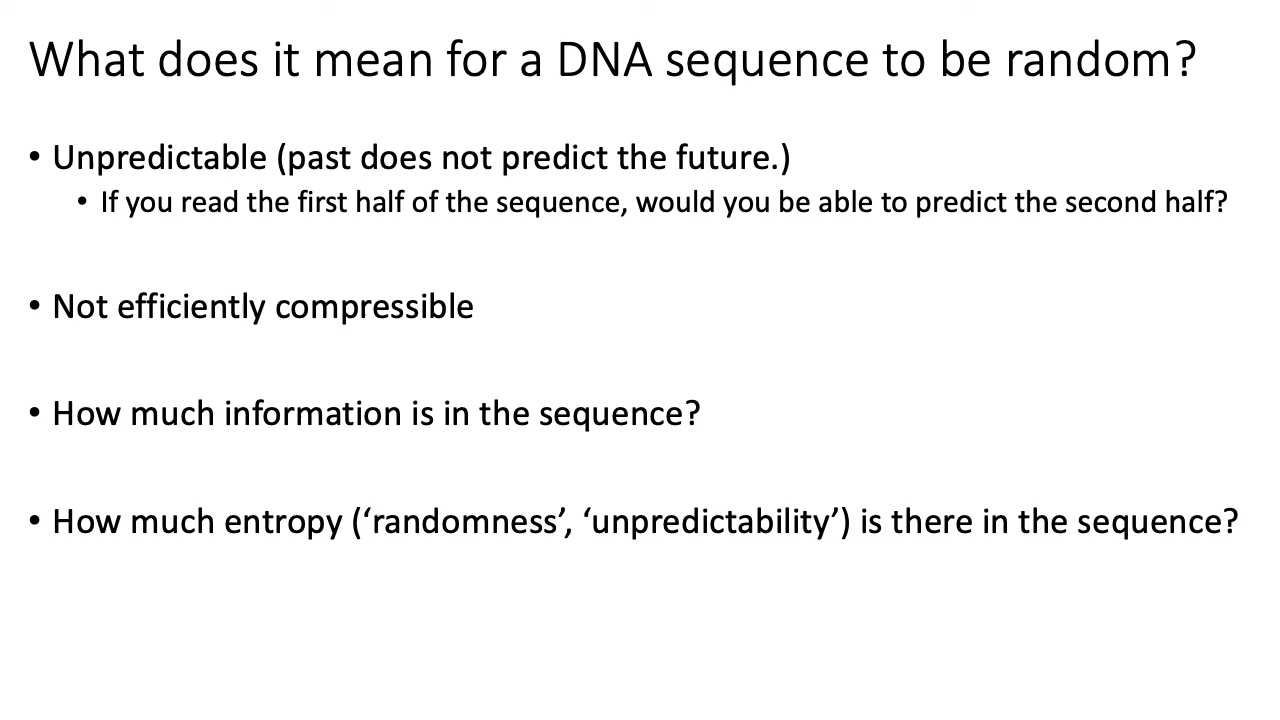 What does it mean for a DNA sequence to be random?
• Unpredictable (past does not predict the future.)
• If you read the first half of the sequence, would you be able to predict the second half?
• Not efficiently compressible
• How much information is in the sequence?
• How much entropy (‘randomness’, ‘unpredictability’) is there in the sequence?